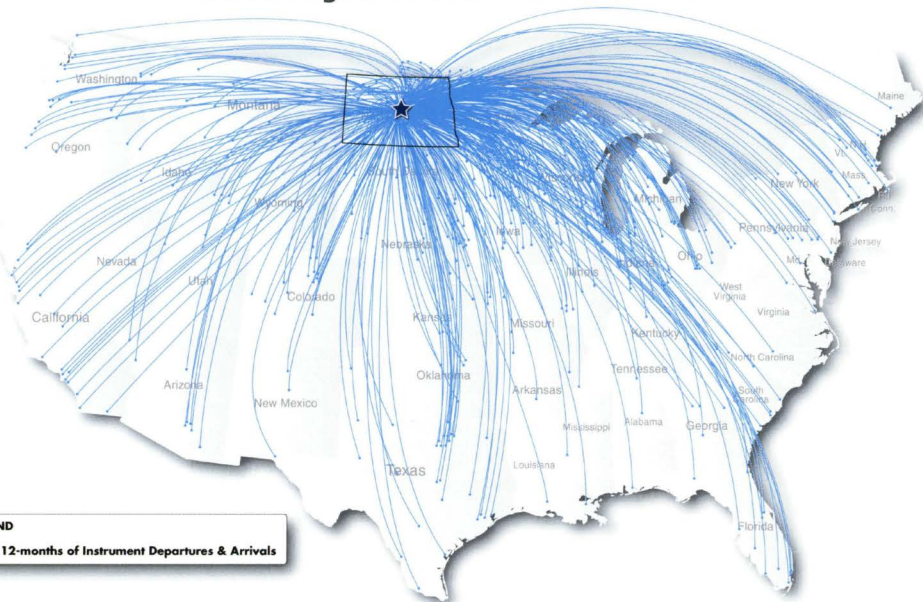 Washington
Maine
Montana
Oregon
Vt.
Idaho
Mass.
New York
Wyoming
Michigan
Conn.
Pennsylvania
Iowa
Nebraska
New Jersey
Ohio
Nevada
Delaware
Illinois
Utah
West
Virginia
Colorado
Virginia
California
Kansas
Missouri
Kentucky
North Carolina
Tennessee
Arizona
Oklahoma
Arkansas
South
Carolina
New Mexico
Mississippi
Alabama
Georgia
Louisiana
Texas
Florida
ND
12-months of Instrument Departures & Arrivals